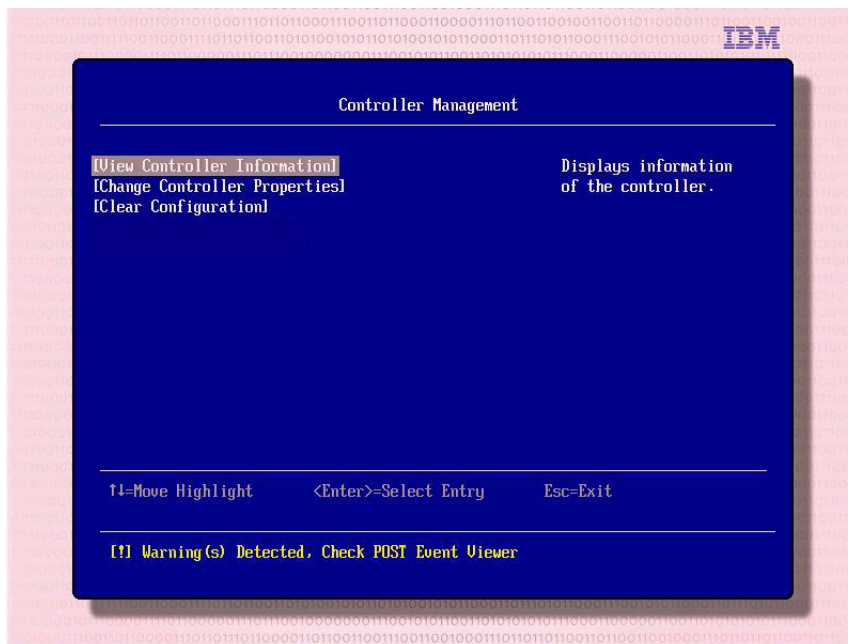 IBM
Controller Management
[View Controller Information]
[Change Controller Properties]
[Clear Configuration]
Displays information
of the controller.
↑↓=Move Highlight <Enter>=Select Entry Esc=Exit
[!] Warning(s) Detected, Check POST Event Viewer